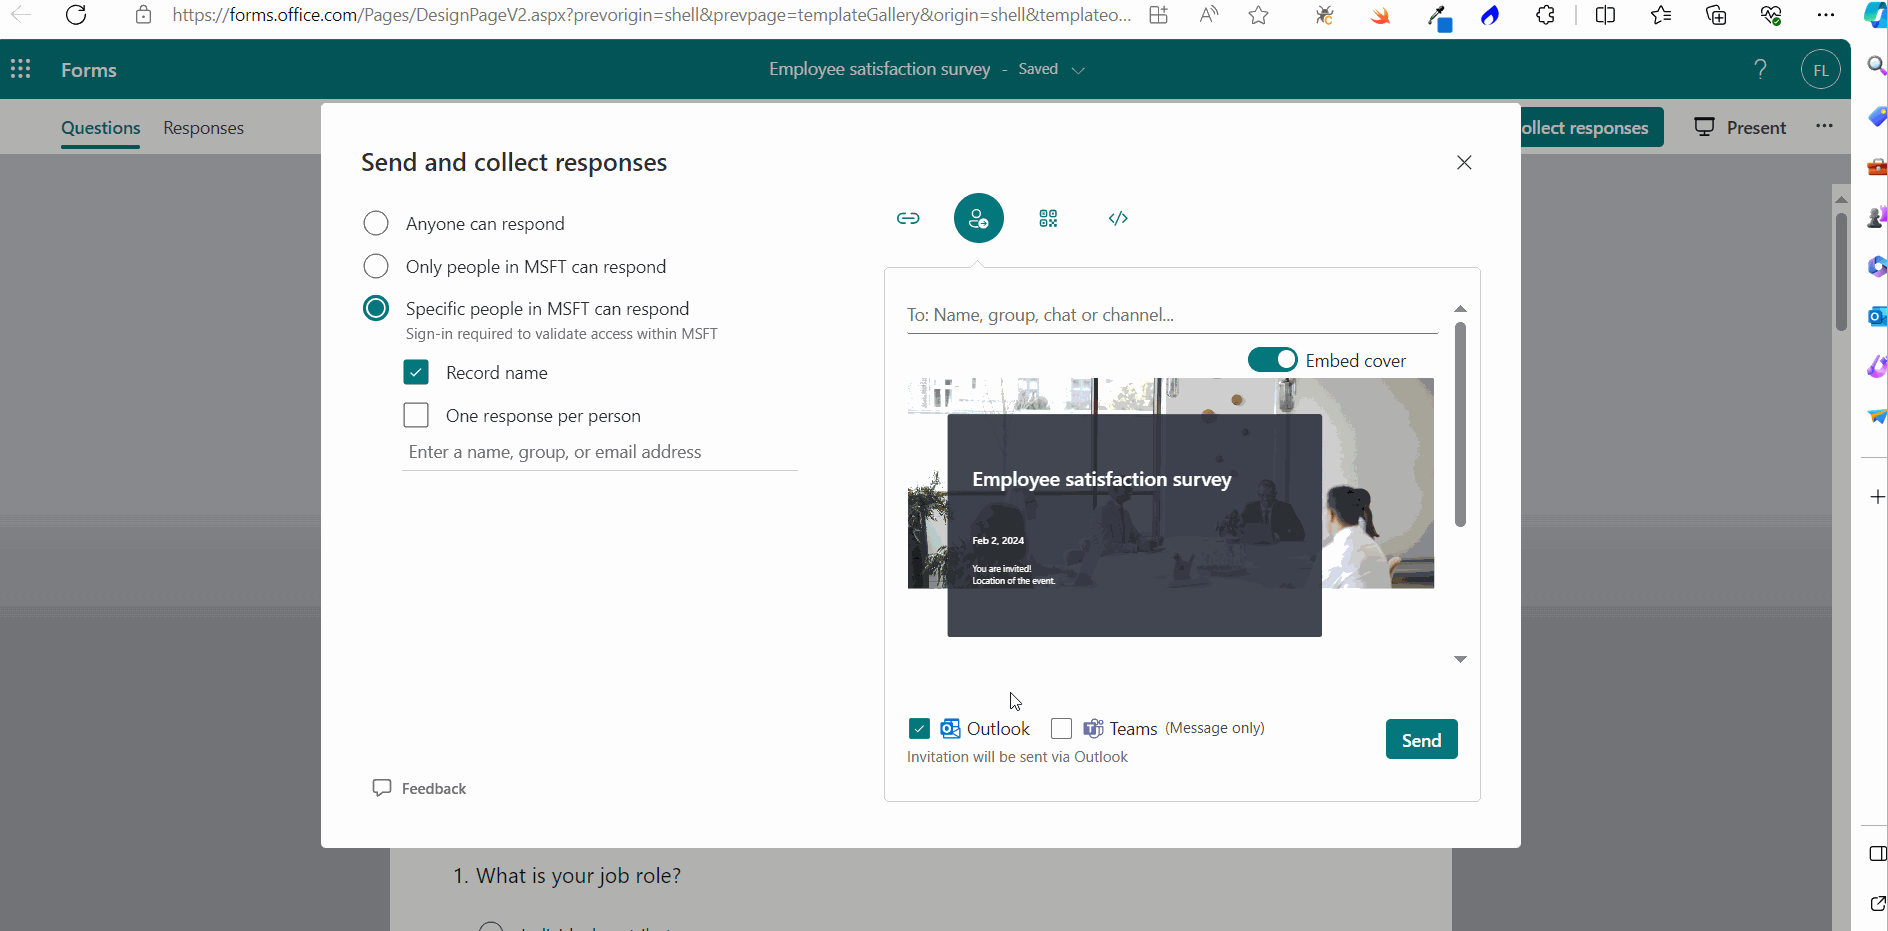 https://forms.office.com/Pages/DesignPageV2.aspx?prevorigin=shell&prevpage=templateGallery&origin=shell&templateo...
Forms
Employee satisfaction survey - Saved
? FL
Questions Responses
ollect responses Present
Send and collect responses
Anyone can respond
Only people in MSFT can respond
Specific people in MSFT can respond
Sign-in required to validate access within MSFT
Record name
One response per person
Enter a name, group, or email address
Feedback
To: Name, group, chat or channel...
Embed cover
Employee satisfaction survey
Feb 2, 2024
You are invited!
Location of the event.
Outlook Teams (Message only)
Invitation will be sent via Outlook
Send
1. What is your job role?